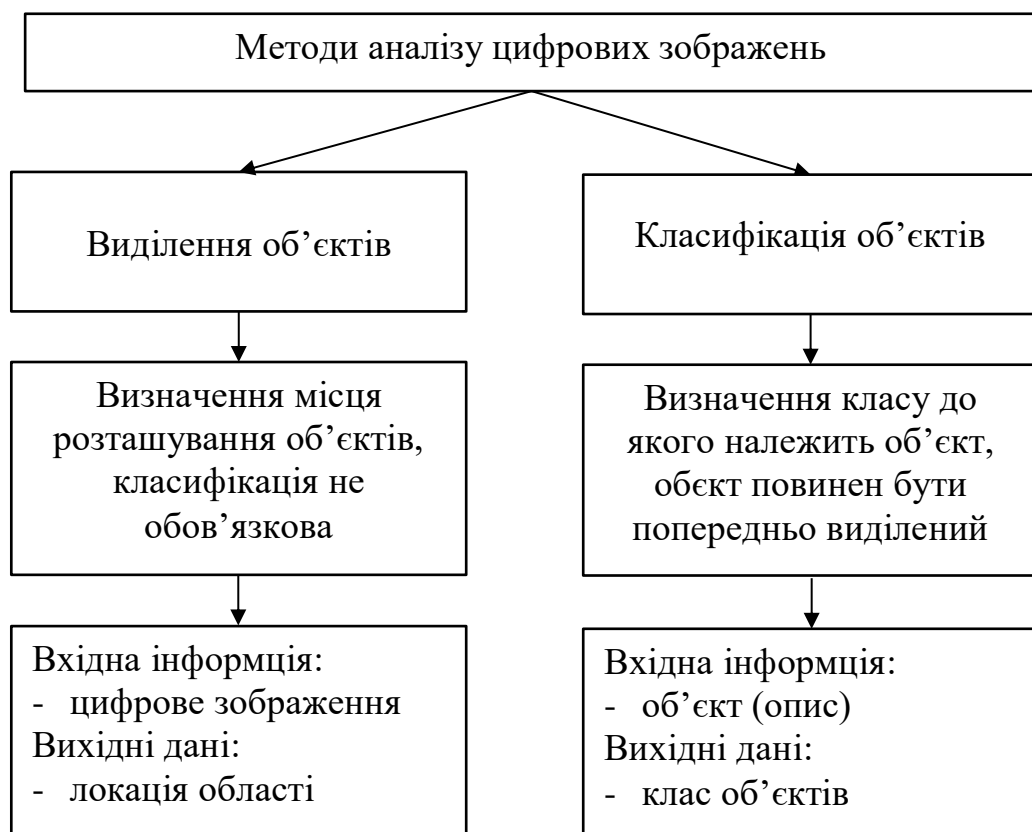 Методи аналізу цифрових зображень
Виділення об’єктів
Класифікація об’єктів
Визначення місця
розташування об’єктів,
класифікація не
обов’язкова
Визначення класу до
якого належить об’єкт,
обєкт повинен бути
попередньо виділений
Вхідна інформція:
- цифрове зображення
Вихідні дані:
- локація області
Вхідна інформція:
- об’єкт (опис)
Вихідні дані:
- клас об’єктів